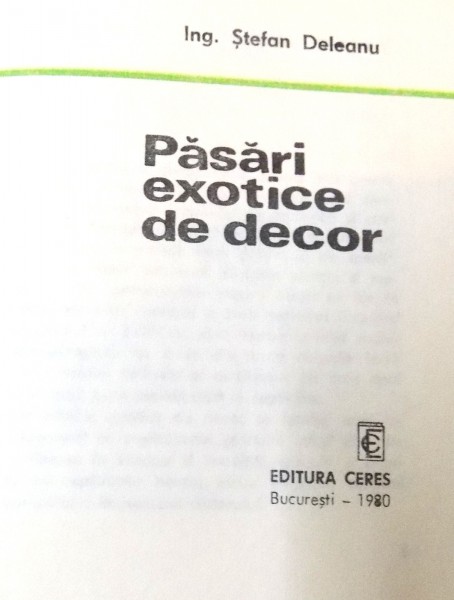 Ing. Ștefan Deleanu
Păsări
exotice
de decor
EDITURA CERES
București – 1980